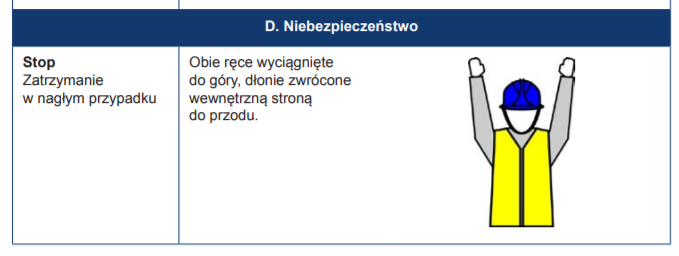 D. Niebezpieczeństwo
Stop
Zatrzymanie
w nagłym przypadku
Obie ręce wyciągnięte
do góry, dłonie zwrócone
wewnętrzną stroną
do przodu.